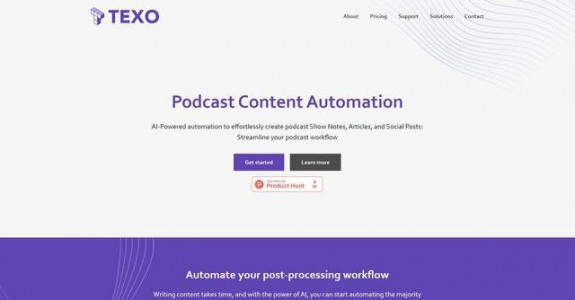 TEXO
About Pricing Support Solutions Contact
Podcast Content Automation
AI-Powered automation to effortlessly create podcast Show Notes, Articles, and Social Posts:
Streamline your podcast workflow
Get started Learn more
Product Hunt
Automate your post-processing workflow
Writing content takes time, and with the power of AI, you can start automating the majority